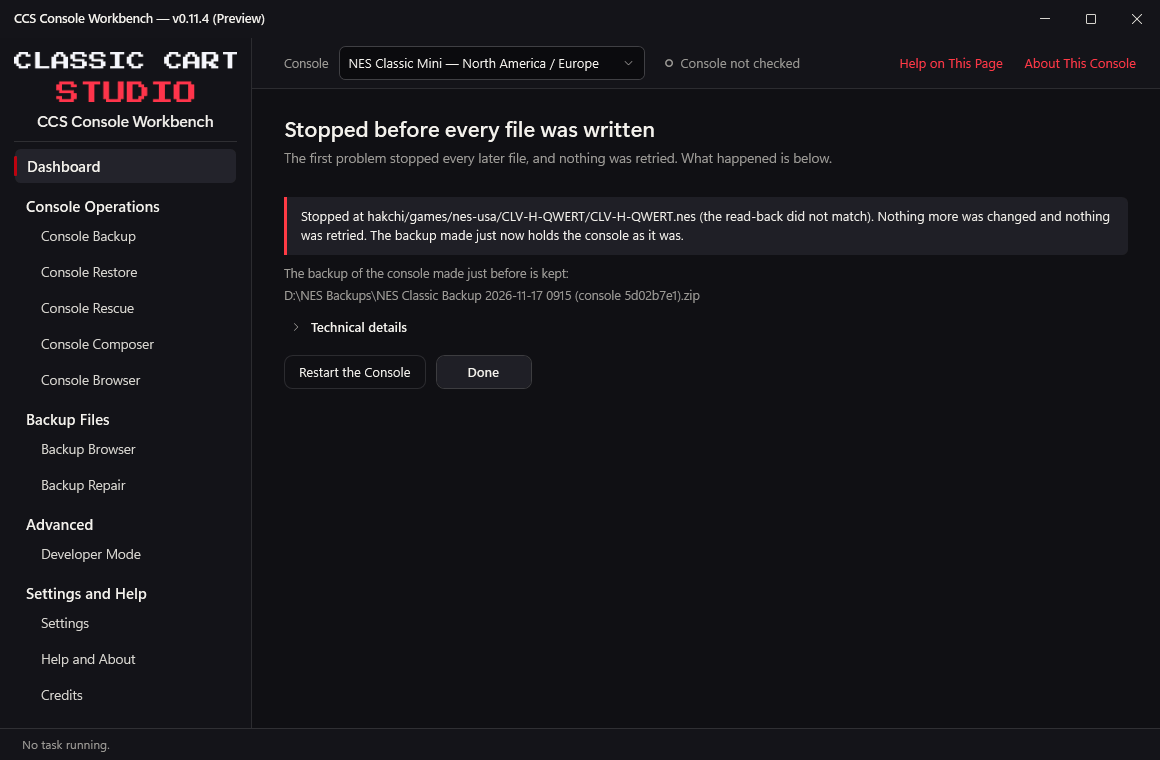 CCS Console Workbench — v0.11.4 (Preview)
CLASSIC CART
STUDIO
CCS Console Workbench
Dashboard
Console Operations
Console Backup
Console Restore
Console Rescue
Console Composer
Console Browser
Backup Files
Backup Browser
Backup Repair
Advanced
Developer Mode
Settings and Help
Settings
Help and About
Credits
Console
NES Classic Mini — North America / Europe
Console not checked
Help on This Page
About This Console
Stopped before every file was written
The first problem stopped every later file, and nothing was retried. What happened is below.
Stopped at hakchi/games/nes-usa/CLV-H-QWERT/CLV-H-QWERT.nes (the read-back did not match). Nothing more was changed and nothing
was retried. The backup made just now holds the console as it was.
The backup of the console made just before is kept:
D:\NES Backups\NES Classic Backup 2026-11-17 0915 (console 5d02b7e1).zip
Technical details
Restart the Console
Done
No task running.